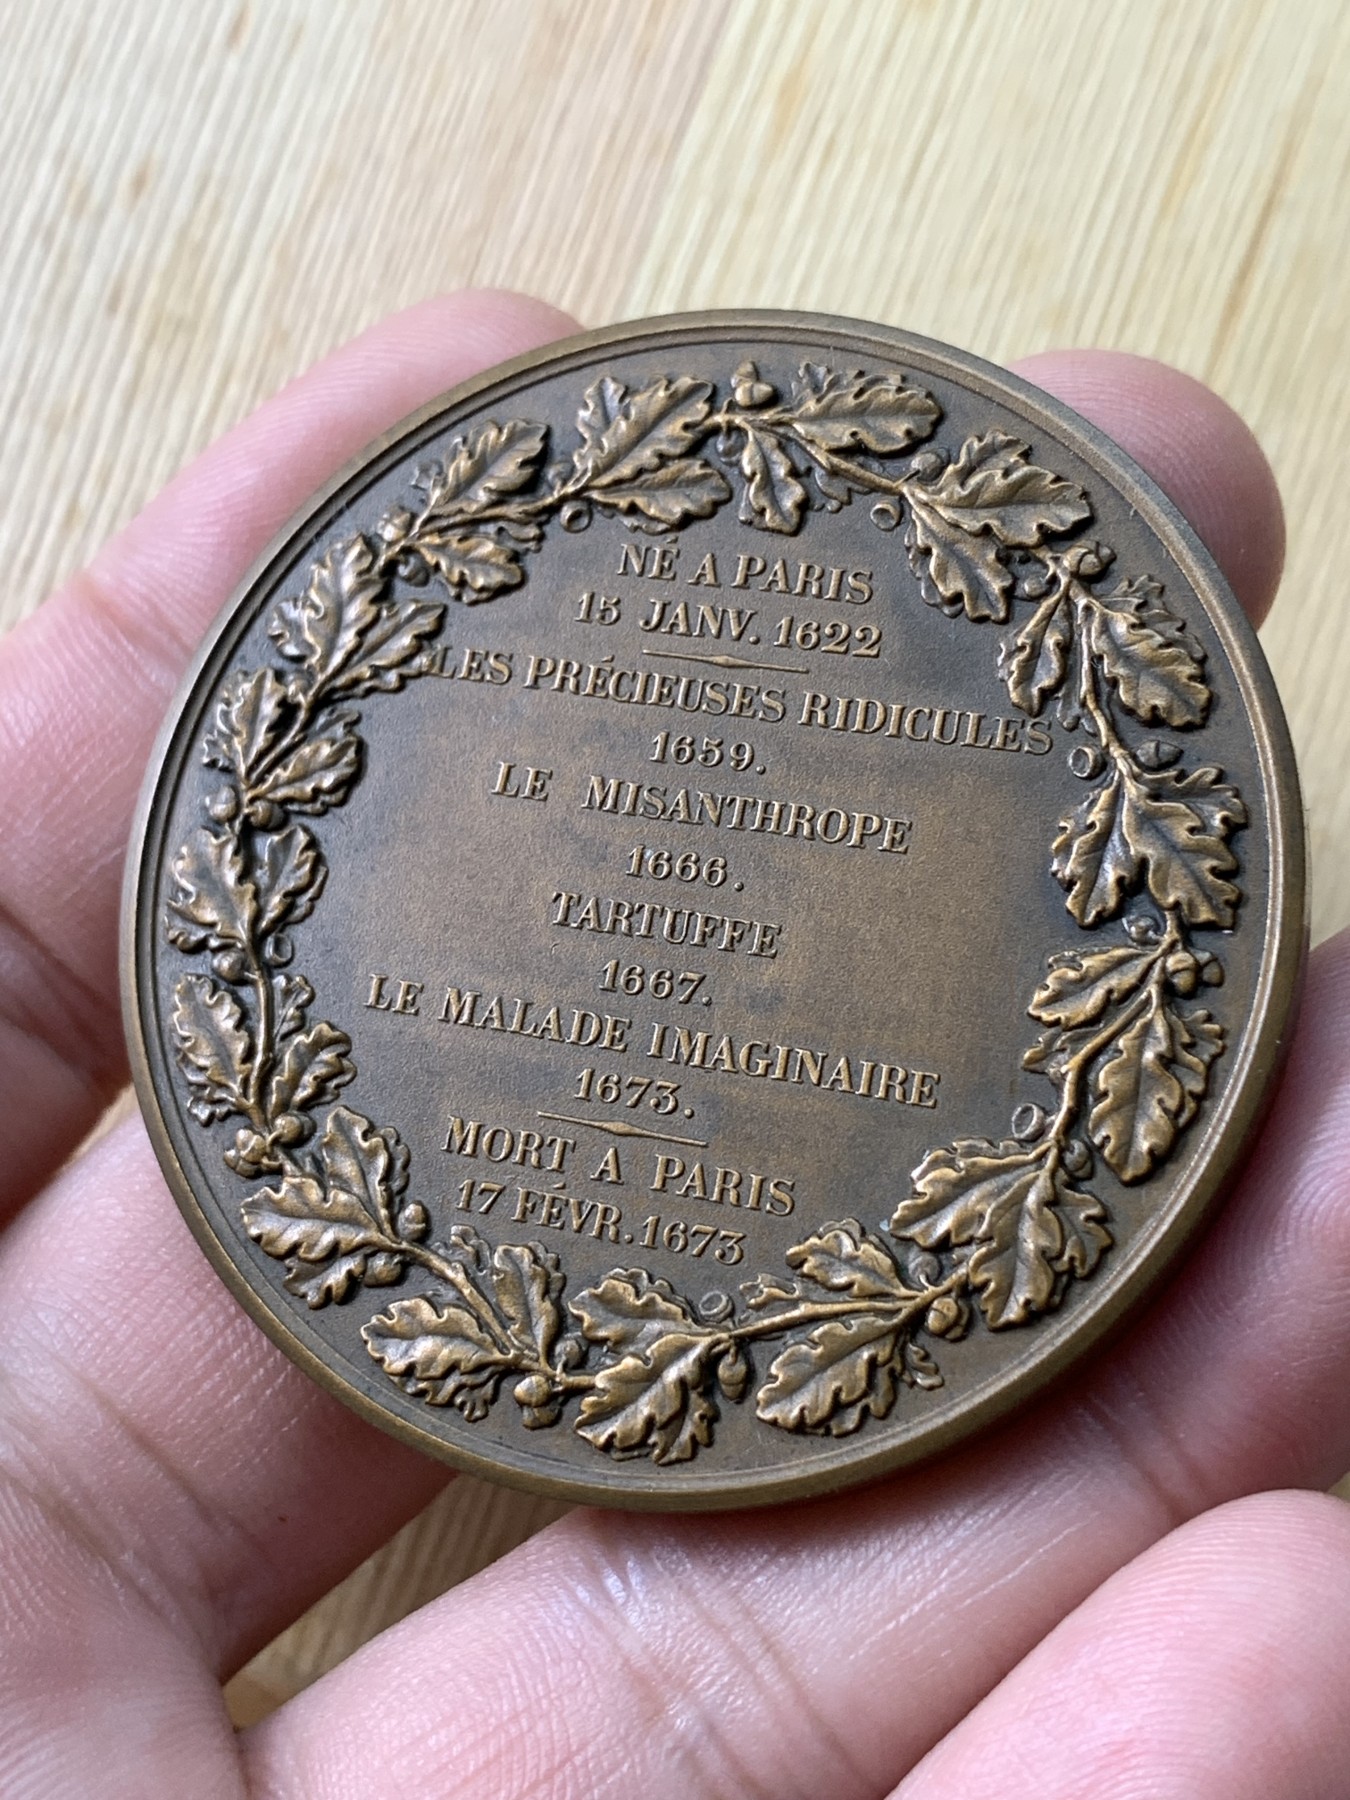 NÉ A PARIS
15 JANV. 1622
LES PRÉCIEUSES RIDICULES
1659.
LE MISANTHROPE
1666.
TARTUFFE
1667.
LE MALADE IMAGINAIRE
1673.
MORT A PARIS
17 FÉVR. 1673